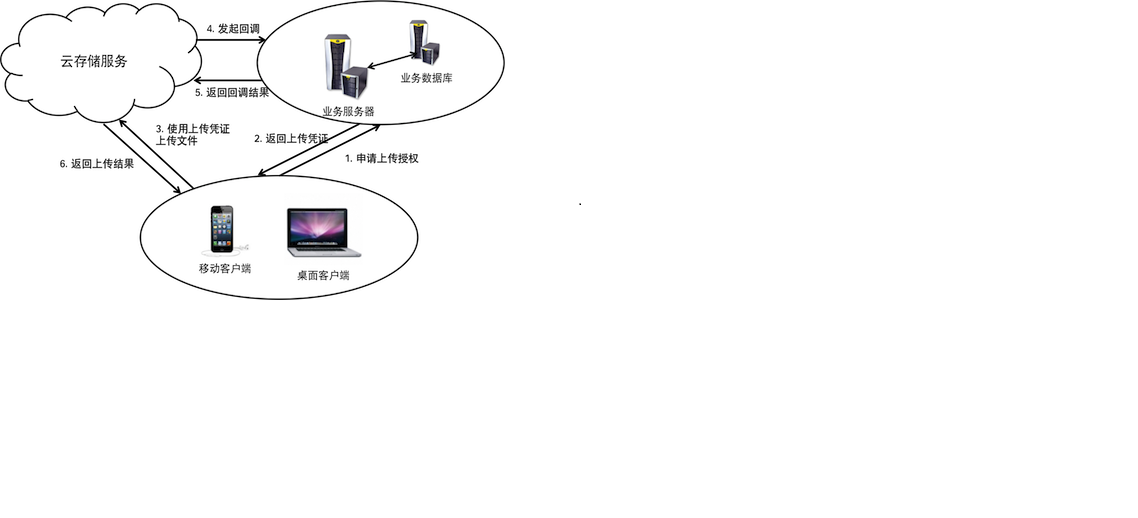 4. 发起回调
云存储服务
业务数据库
5. 返回回调结果
业务服务器
3. 使用上传凭证
上传文件
2. 返回上传凭证
1. 申请上传授权
6. 返回上传结果
移动客户端
桌面客户端